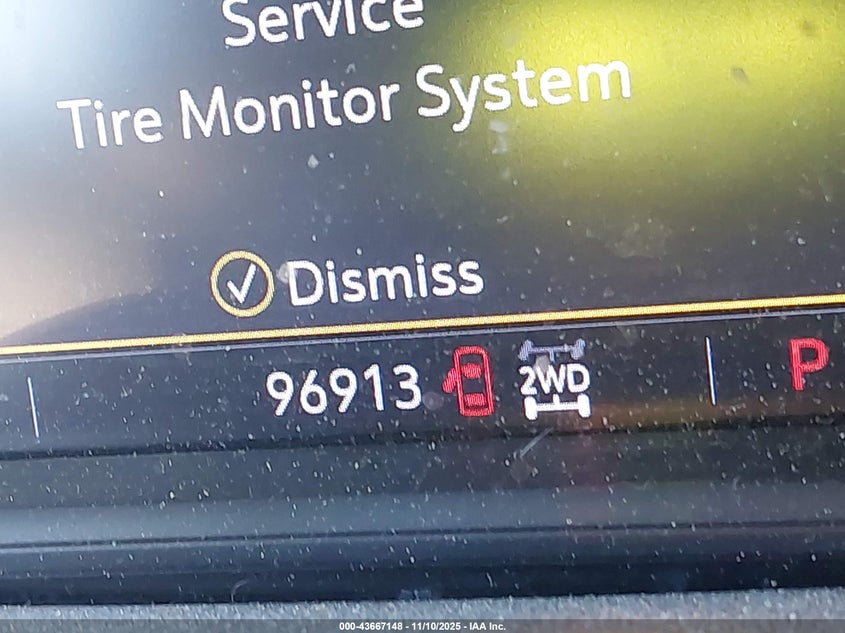 Service
Tire Monitor System
Dismiss
96913 2WD P
000-43667148 - 11/10/2025 - IAA Inc.